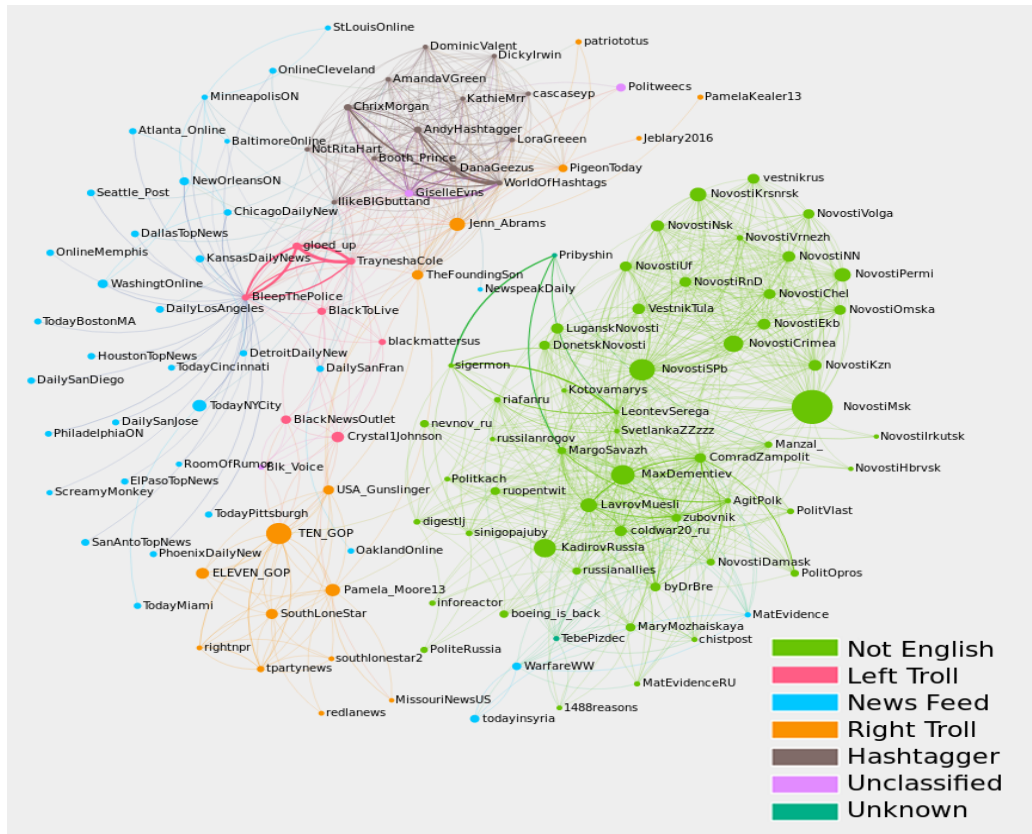 StLouisOnline
patriototus
DominicValent
DickyIrwin
OnlineCleveland
AmandaVGreen
Politweecs
MinneapolisON
KathieMrr
cascaseyp
PamelaKealer13
ChrixMorgan
Atlanta_Online
AndyHashtagger
Baltimore0nline
LoraGreeen
Jeblary2016
NotRitaHart
Booth_Prince
DanaGeezus
PigeonToday
NewOrleansON
WorldOfHashtags
vestnikrus
Seattle_Post
GiselleEvns
NovostiKrsnrsk
IlikeBIGbuttand
ChicagoDailyNew
NovostiVolga
Jenn_Abrams
NovostiNsk
DallasTopNews
NovostiVrnezh
gloed_up
OnlineMemphis
KansasDailyNews
TrayneshaCole
Pribyshin
NovostiNN
NovostiUf
TheFoundingSon
NovostiPermi
WashingtOnline
NewspeakDaily
NovostiRnD
NovostiChel
BleepThePolice
DailyLosAngeles
BlackToLive
VestnikTula
NovostiOmska
TodayBostonMA
LuganskNovosti
NovostiEkb
blackmattersus
DonetskNovosti
NovostiCrimea
HoustonTopNews
DetroitDailyNew
TodayCincinnati
DailySanFran
sigermon
NovostiSPb
NovostiKzn
DailySanDiego
Kotovamarys
riafanru
TodayNYCity
LeontevSerega
NovostiMsk
DailySanJose
BlackNewsOutlet
nevnov_ru
SvetlankaZZzzz
PhiladelphiaON
Crystal1Johnson
russilanrogov
NovostiIrkutsk
MargoSavazh
Manzal_
RoomOfRumor
Blk_Voice
ComradZampolit
NovostiHbrvsk
ElPasoTopNews
Politkach
MaxDementiev
ScreamyMonkey
USA_Gunslinger
ruopentwit
AgitPolk
LavrovMuesli
PolitVlast
TodayPittsburgh
digestlj
zubovnik
TEN_GOP
sinigopajuby
coldwar20_ru
SanAntoTopNews
PhoenixDailyNew
OaklandOnline
KadirovRussia
NovostiDamask
ELEVEN_GOP
russianallies
PolitOpros
Pamela_Moore13
byDrBre
TodayMiami
inforeactor
SouthLoneStar
boeing_is_back
MatEvidence
MaryMozhaiskaya
TebePizdec
chistpost
rightnpr
PoliteRussia
southlonestar2
tpartynews
WarfareWW
MatEvidenceRU
MissouriNewsUS
redlanews
1488reasons
todayinsyria
Not English
Left Troll
News Feed
Right Troll
Hashtagger
Unclassified
Unknown